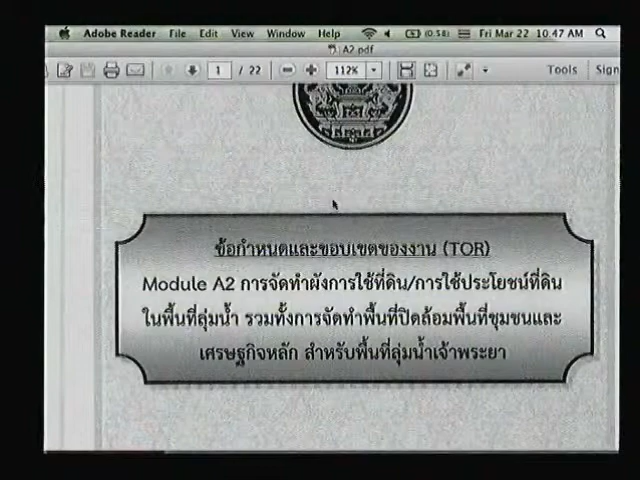 Adobe Reader File Edit View Window Help (0:58) Fri Mar 22 10.47 AM
A2.pdf
1 / 22 112% Tools Sign
ข้อกำหนดและขอบเขตของงาน (TOR)
Module A2 การจัดทำผังการใช้ที่ดิน/การใช้ประโยชน์ที่ดิน
ในพื้นที่ลุ่มน้ำ รวมทั้งการจัดทำพื้นที่ปิดล้อมพื้นที่ชุมชนและ
เศรษฐกิจหลัก สำหรับพื้นที่ลุ่มน้ำเจ้าพระยา